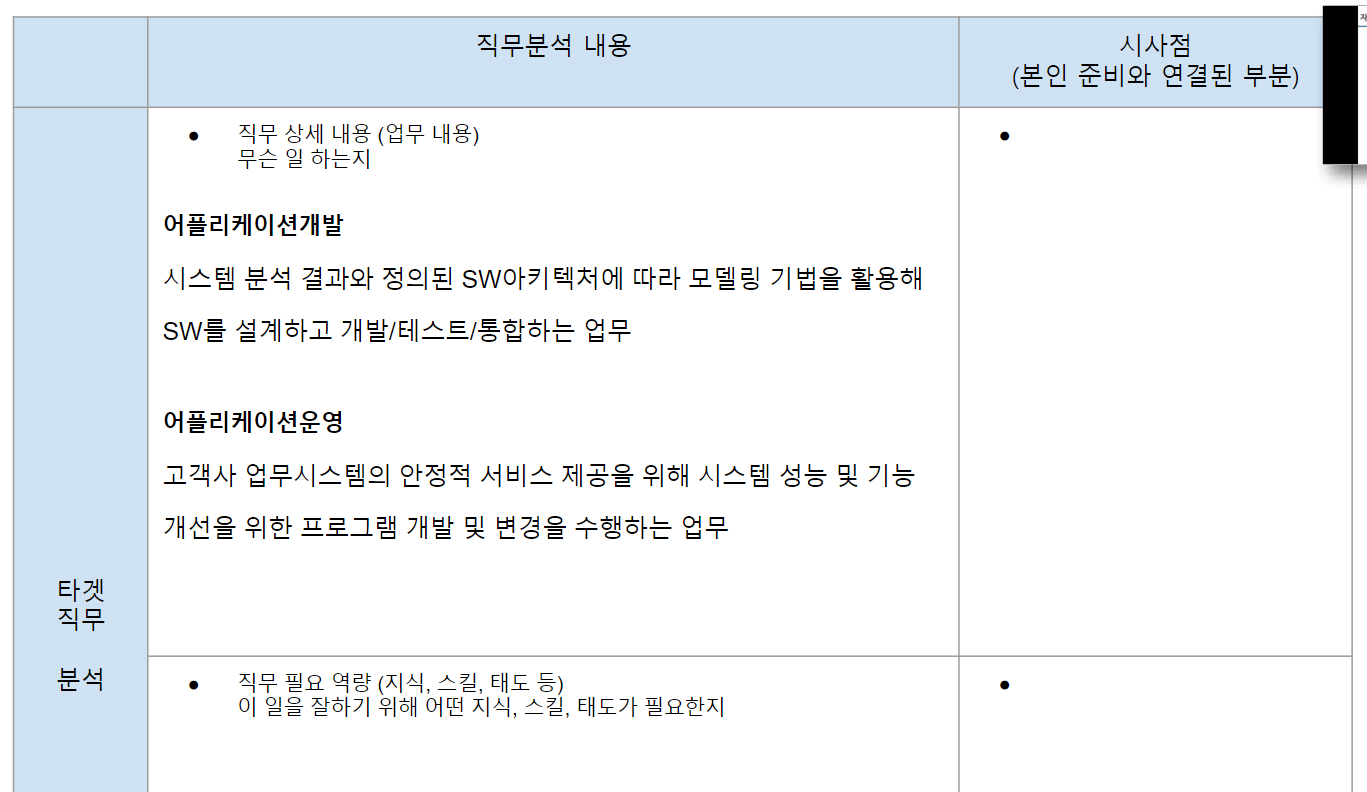 직무분석 내용
시사점
(본인 준비와 연결된 부분)
타겟
직무
분석
● 직무 상세 내용 (업무 내용)
무슨 일 하는지
어플리케이션개발
시스템 분석 결과와 정의된 SW아키텍처에 따라 모델링 기법을 활용해
SW를 설계하고 개발/테스트/통합하는 업무
어플리케이션운영
고객사 업무시스템의 안정적 서비스 제공을 위해 시스템 성능 및 기능
개선을 위한 프로그램 개발 및 변경을 수행하는 업무
●
● 직무 필요 역량 (지식, 스킬, 태도 등)
이 일을 잘하기 위해 어떤 지식, 스킬, 태도가 필요한지
●